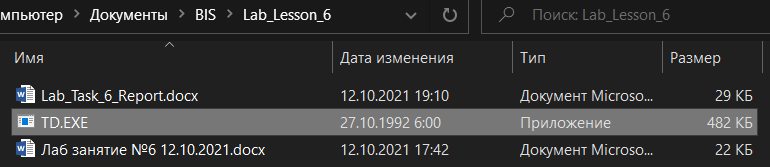 мпьютер > Документы > BIS > Lab_Lesson_6 Поиск: Lab_Lesson_6
Имя Дата изменения Тип Размер
Lab_Task_6_Report.docx 12.10.2021 19:10 Документ Microso... 29 КБ
TD.EXE 27.10.1992 6:00 Приложение 482 КБ
Лаб занятие №6 12.10.2021.docx 12.10.2021 17:42 Документ Microso... 22 КБ